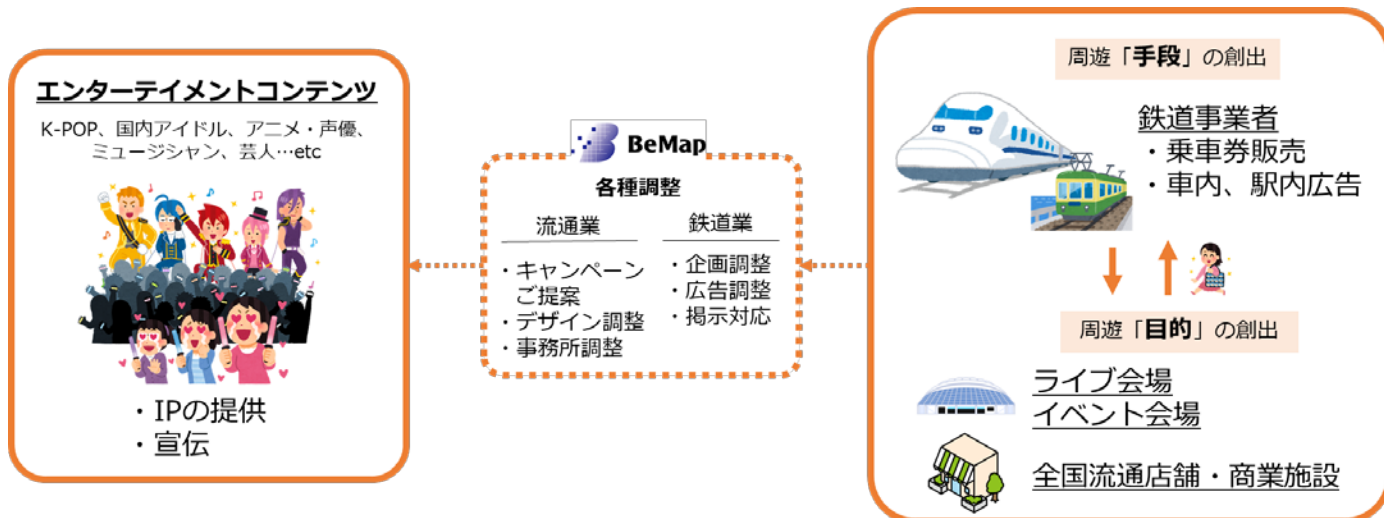 エンターテイメントコンテンツ
K-POP、国内アイドル、アニメ・声優、
ミュージシャン、芸人…etc
・IPの提供
・宣伝
BeMap
各種調整
流通業
・キャンペーン
ご提案
・デザイン調整
・事務所調整
鉄道業
・企画調整
・広告調整
・掲示対応
周遊「手段」の創出
鉄道事業者
・乗車券販売
・車内、駅内広告
周遊「目的」の創出
ライブ会場
イベント会場
全国流通店舗・商業施設